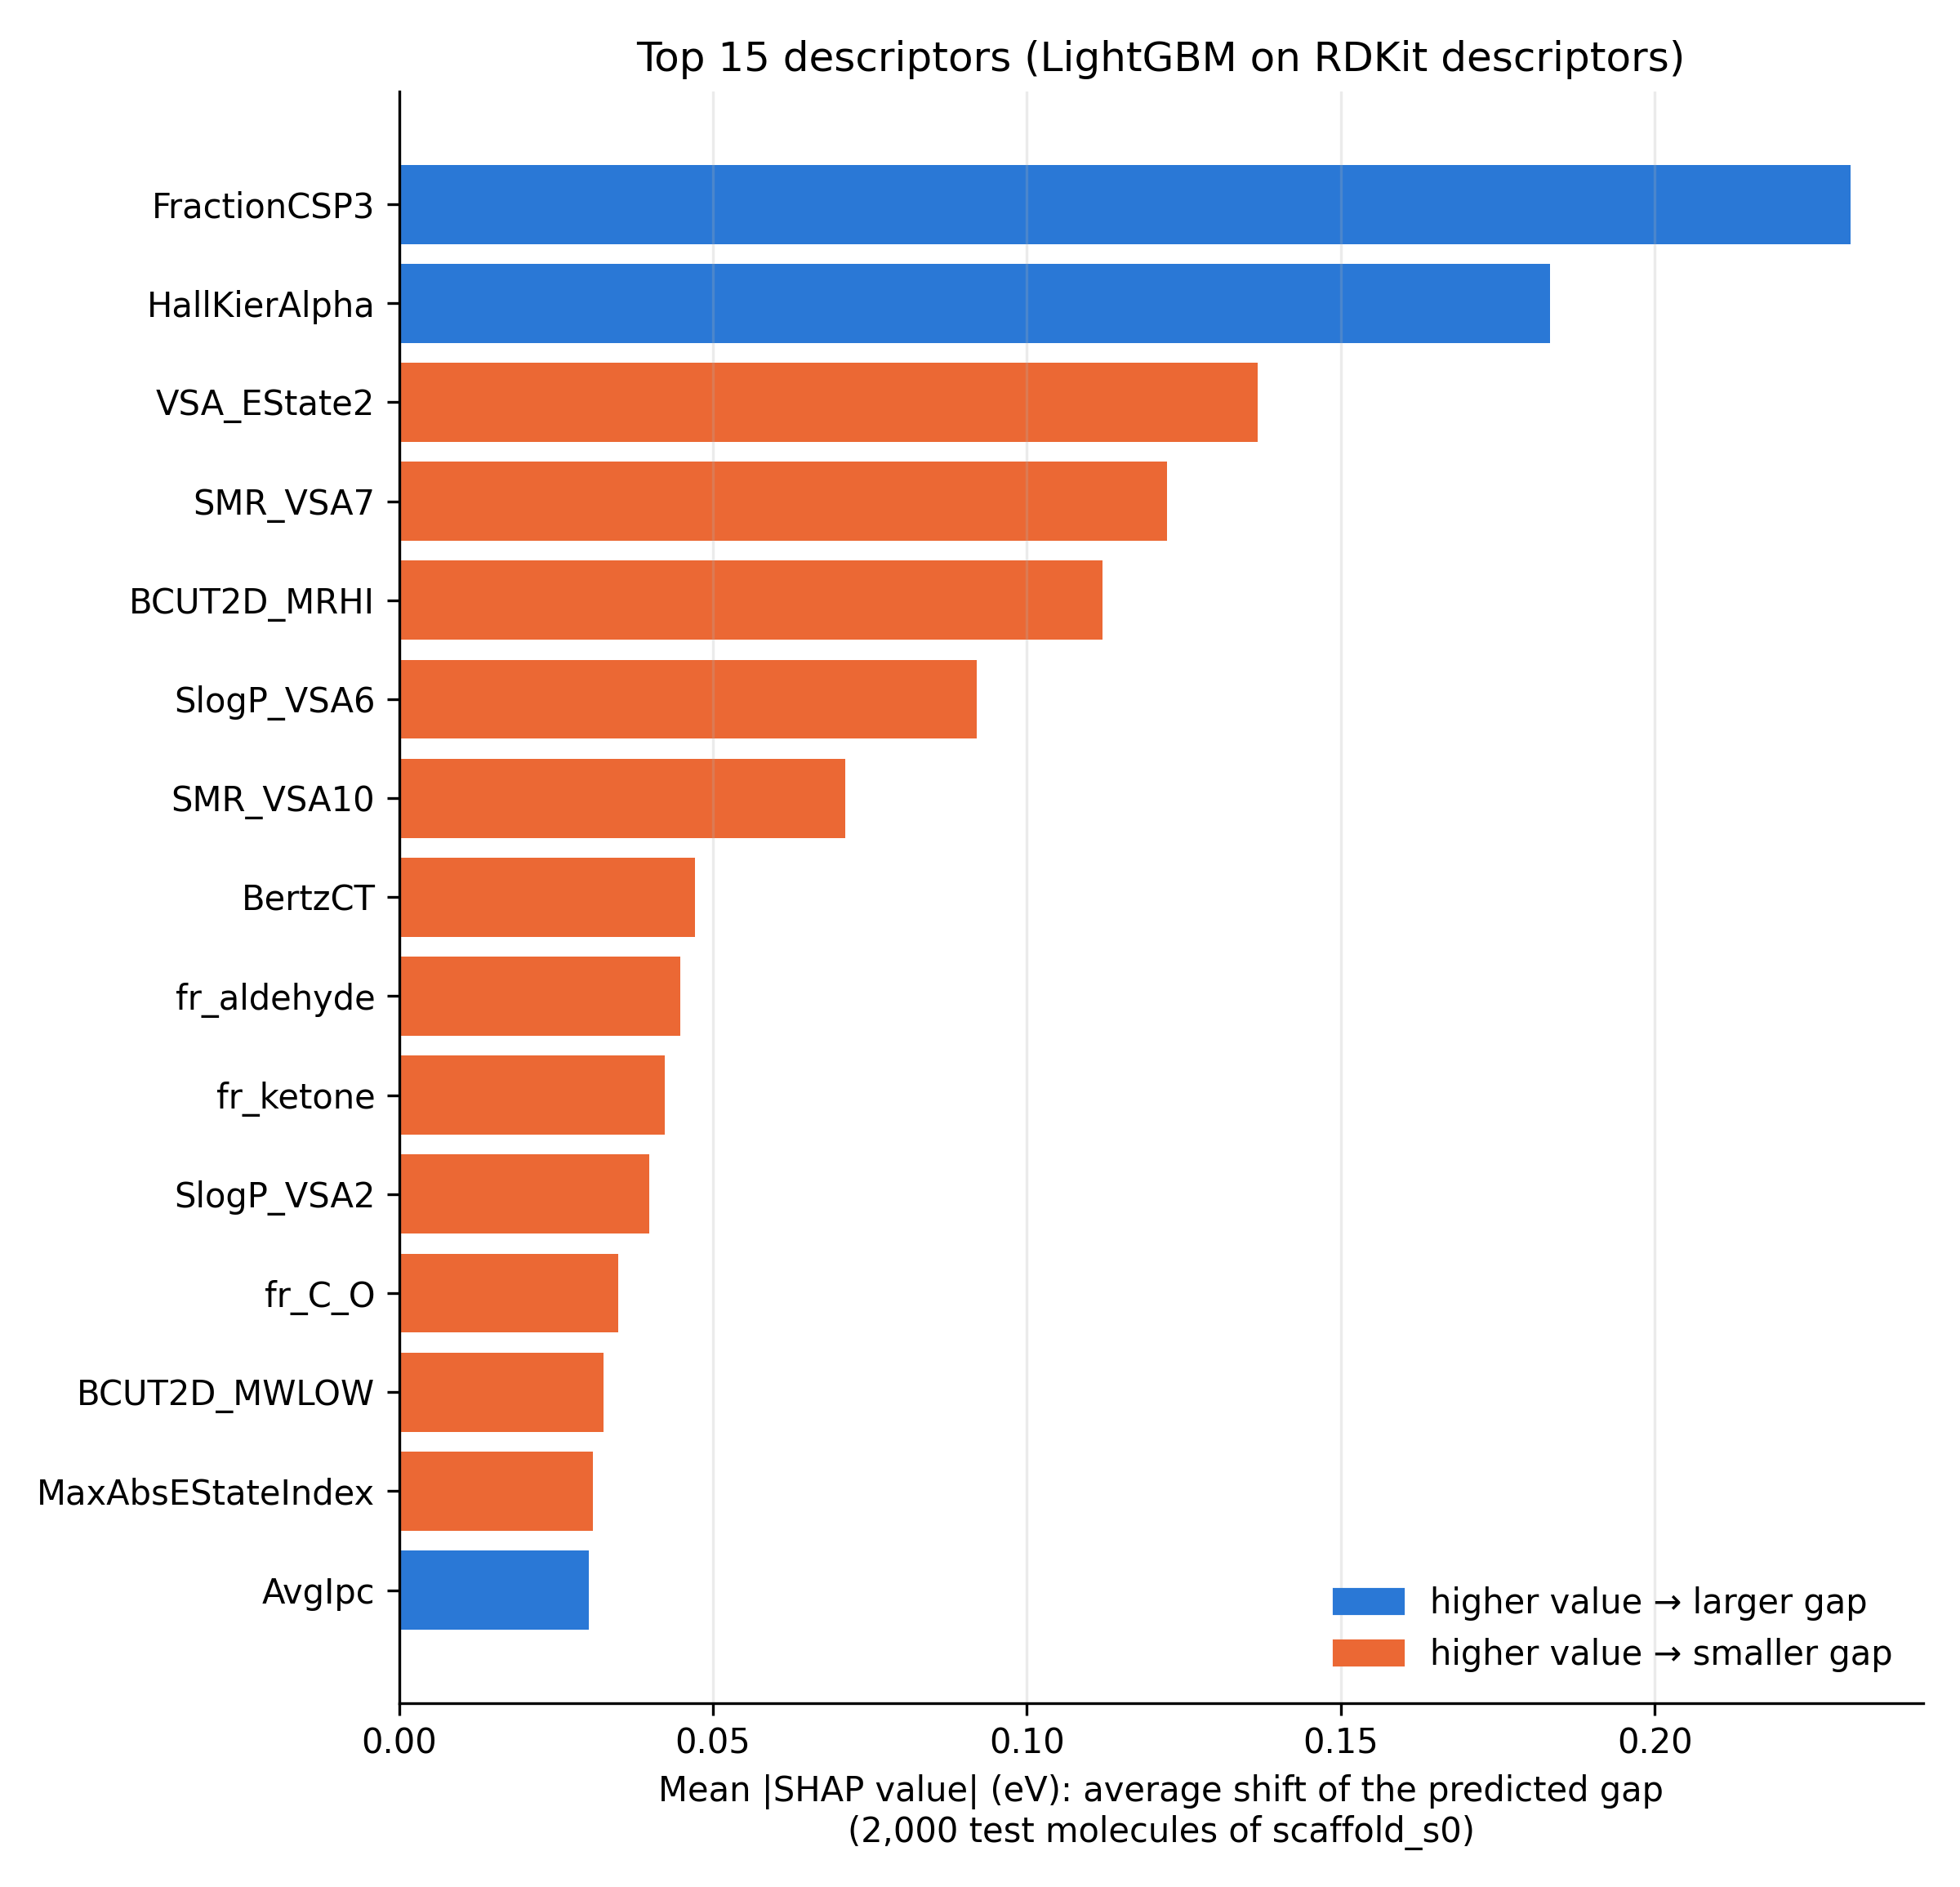 Top 15 descriptors (LightGBM on RDKit descriptors)
FractionCSP3
HallKierAlpha
VSA_EState2
SMR_VSA7
BCUT2D_MRHI
SlogP_VSA6
SMR_VSA10
BertzCT
fr_aldehyde
fr_ketone
SlogP_VSA2
fr_C_O
BCUT2D_MWLOW
MaxAbsEStateIndex
AvgIpc
higher value → larger gap
higher value → smaller gap
0.00 0.05 0.10 0.15 0.20
Mean |SHAP value| (eV): average shift of the predicted gap
(2,000 test molecules of scaffold_s0)